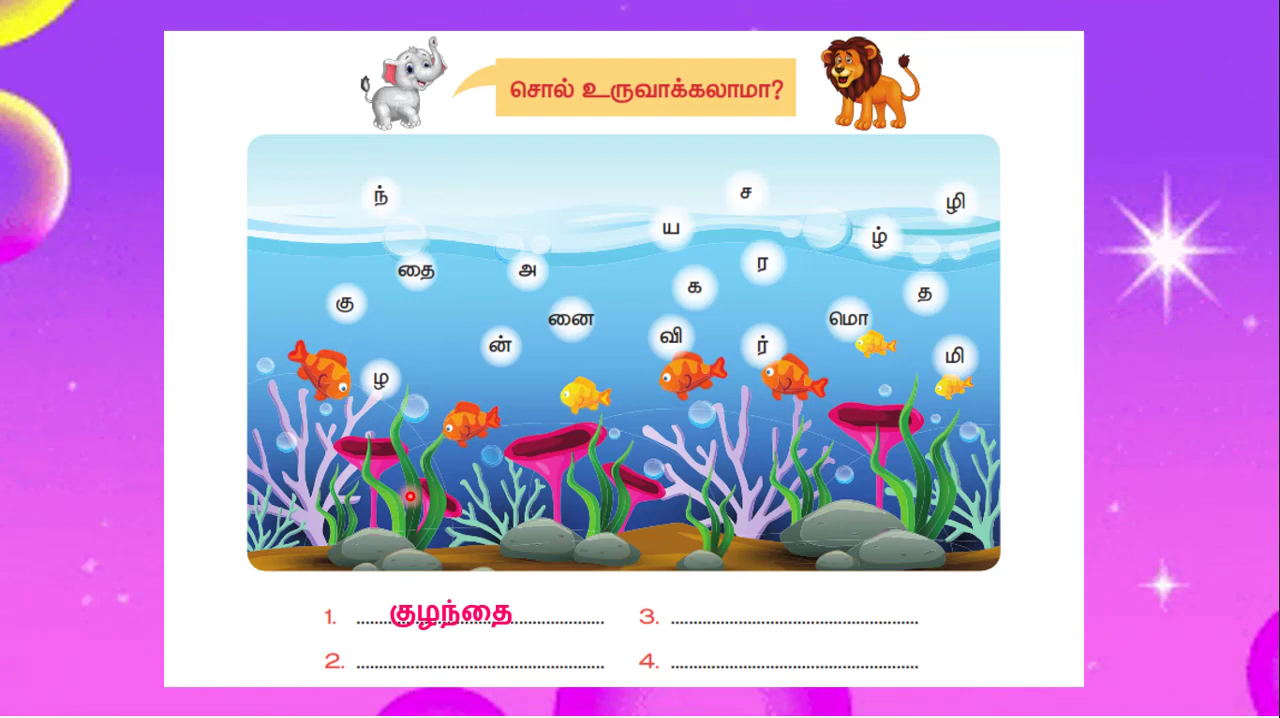 சொல் உருவாக்கலாமா?
ந்
ச
ழி
ய
ழ்
தை
அ
ர
கு
க
த
னை
மொ
ன்
வி
ர்
மி
ழ
1. குழந்தை
3.
2.
4.